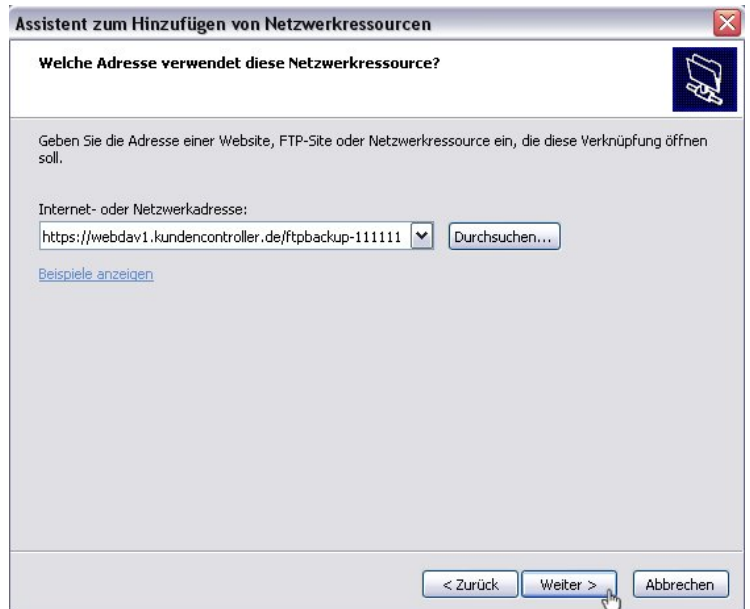 Assistent zum Hinzufügen von Netzwerkressourcen
Welche Adresse verwendet diese Netzwerkressource?
Geben Sie die Adresse einer Website, FTP-Site oder Netzwerkressource ein, die diese Verknüpfung öffnen
soll.
Internet- oder Netzwerkadresse:
https://webdav1.kundencontroller.de/ftpbackup-111111 Durchsuchen...
Beispiele anzeigen
< Zurück Weiter > Abbrechen